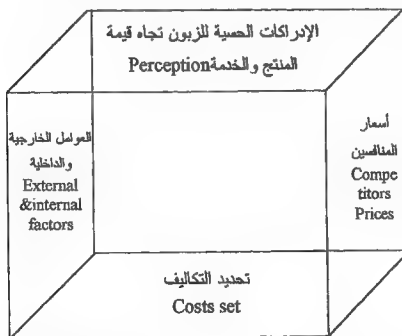 الإدراكات الحسية للزبون تجاه قيمة
المنتج والخدمة Perception
العوامل الخارجية
والداخلية
External
&internal
factors
أسعار
المنافسين
Compe
titors
Prices
تحديد التكاليف
Costs set